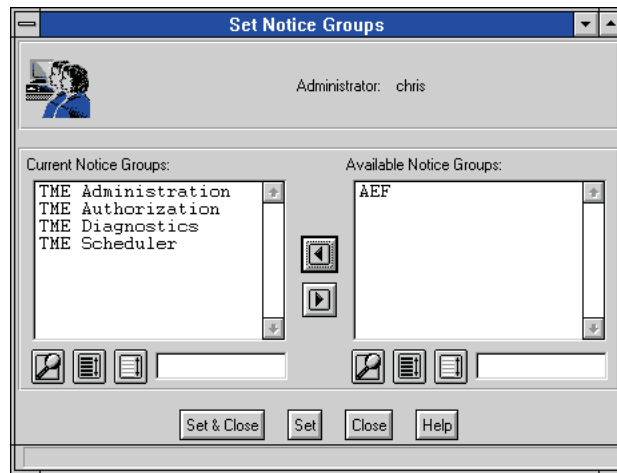 Set Notice Groups
Administrator: chris
Current Notice Groups:
TME Administration
TME Authorization
TME Diagnostics
TME Scheduler
Available Notice Groups:
AEF
Set & Close
Set
Close
Help